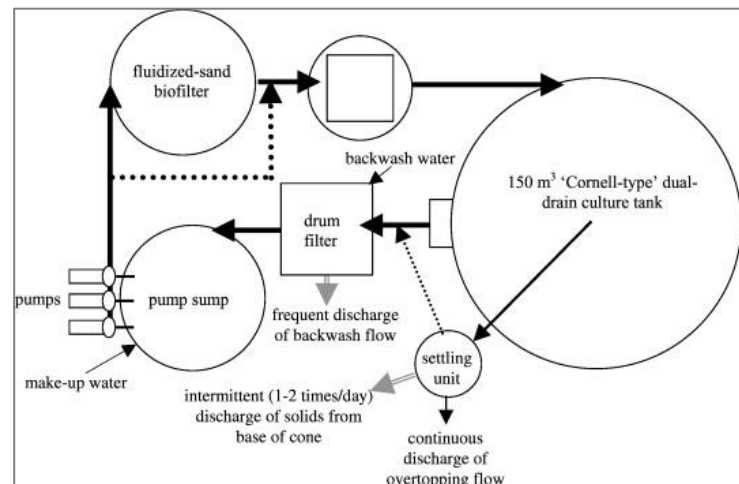 fluidized-sand
biofilter
backwash water
150 m³ ‘Cornell-type’ dual-
drain culture tank
drum
filter
pumps
pump sump
frequent discharge
of backwash flow
make-up water
settling
unit
intermittent (1-2 times/day)
discharge of solids from
base of cone
continuous
discharge of
overtopping flow